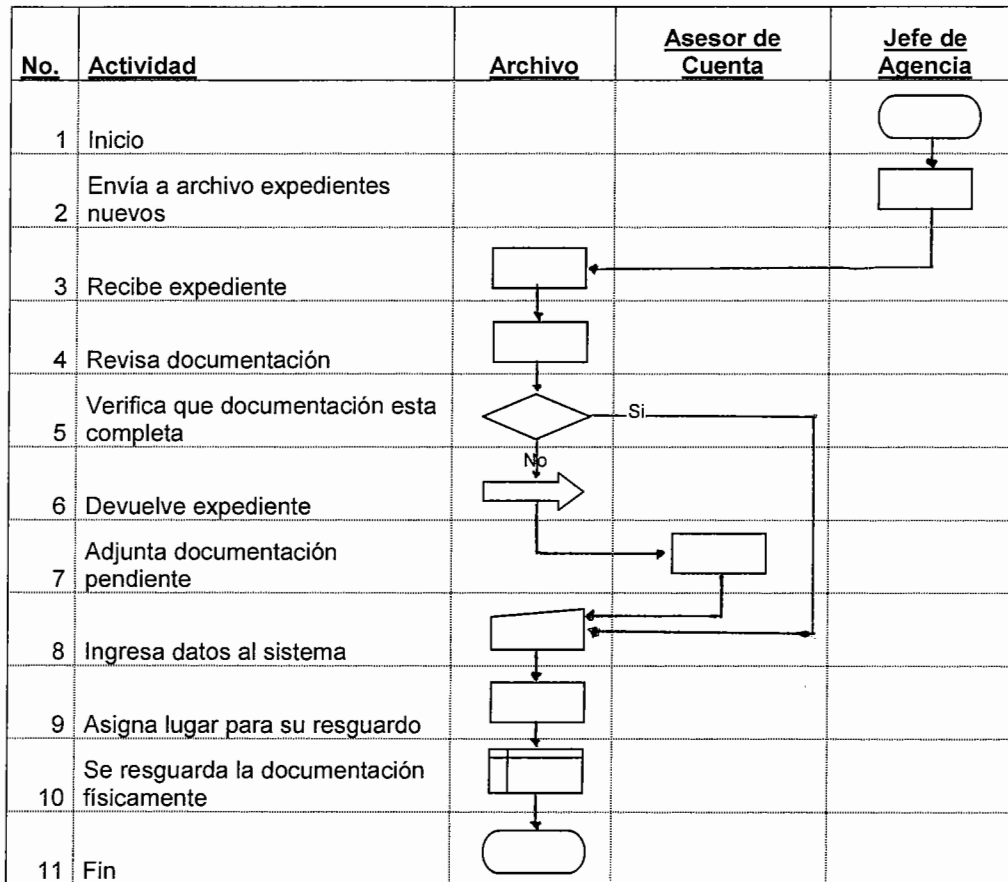 No. Actividad Archivo Asesor de Cuenta Jefe de Agencia
1 Inicio
2 Envía a archivo expedientes nuevos
3 Recibe expediente
4 Revisa documentación
5 Verifica que documentación esta completa
Si
No
6 Devuelve expediente
7 Adjunta documentación pendiente
8 Ingresa datos al sistema
9 Asigna lugar para su resguardo
10 Se resguarda la documentación físicamente
11 Fin